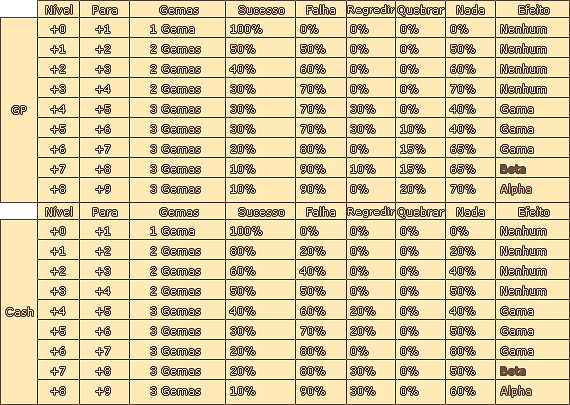 Nível Para Gemas Sucesso Falha Regredir Quebrar Nada Efeito
+0 +1 1 Gema 100% 0% 0% 0% 0% Nenhum
+1 +2 2 Gemas 50% 50% 0% 0% 50% Nenhum
+2 +3 2 Gemas 40% 60% 0% 0% 60% Nenhum
+3 +4 2 Gemas 30% 70% 0% 0% 70% Nenhum
GP +4 +5 3 Gemas 30% 70% 30% 0% 40% Gama
+5 +6 3 Gemas 30% 70% 30% 10% 40% Gama
+6 +7 3 Gemas 20% 80% 0% 15% 65% Gama
+7 +8 3 Gemas 10% 90% 10% 15% 65% Beta
+8 +9 3 Gemas 10% 90% 0% 20% 70% Alpha
Nível Para Gemas Sucesso Falha Regredir Quebrar Nada Efeito
+0 +1 1 Gema 100% 0% 0% 0% 0% Nenhum
+1 +2 2 Gemas 80% 20% 0% 0% 20% Nenhum
+2 +3 2 Gemas 60% 40% 0% 0% 40% Nenhum
+3 +4 2 Gemas 50% 50% 0% 0% 50% Nenhum
Cash +4 +5 3 Gemas 40% 60% 20% 0% 40% Gama
+5 +6 3 Gemas 30% 70% 20% 0% 50% Gama
+6 +7 3 Gemas 20% 80% 0% 0% 80% Gama
+7 +8 3 Gemas 20% 80% 30% 0% 50% Beta
+8 +9 3 Gemas 10% 90% 30% 0% 60% Alpha